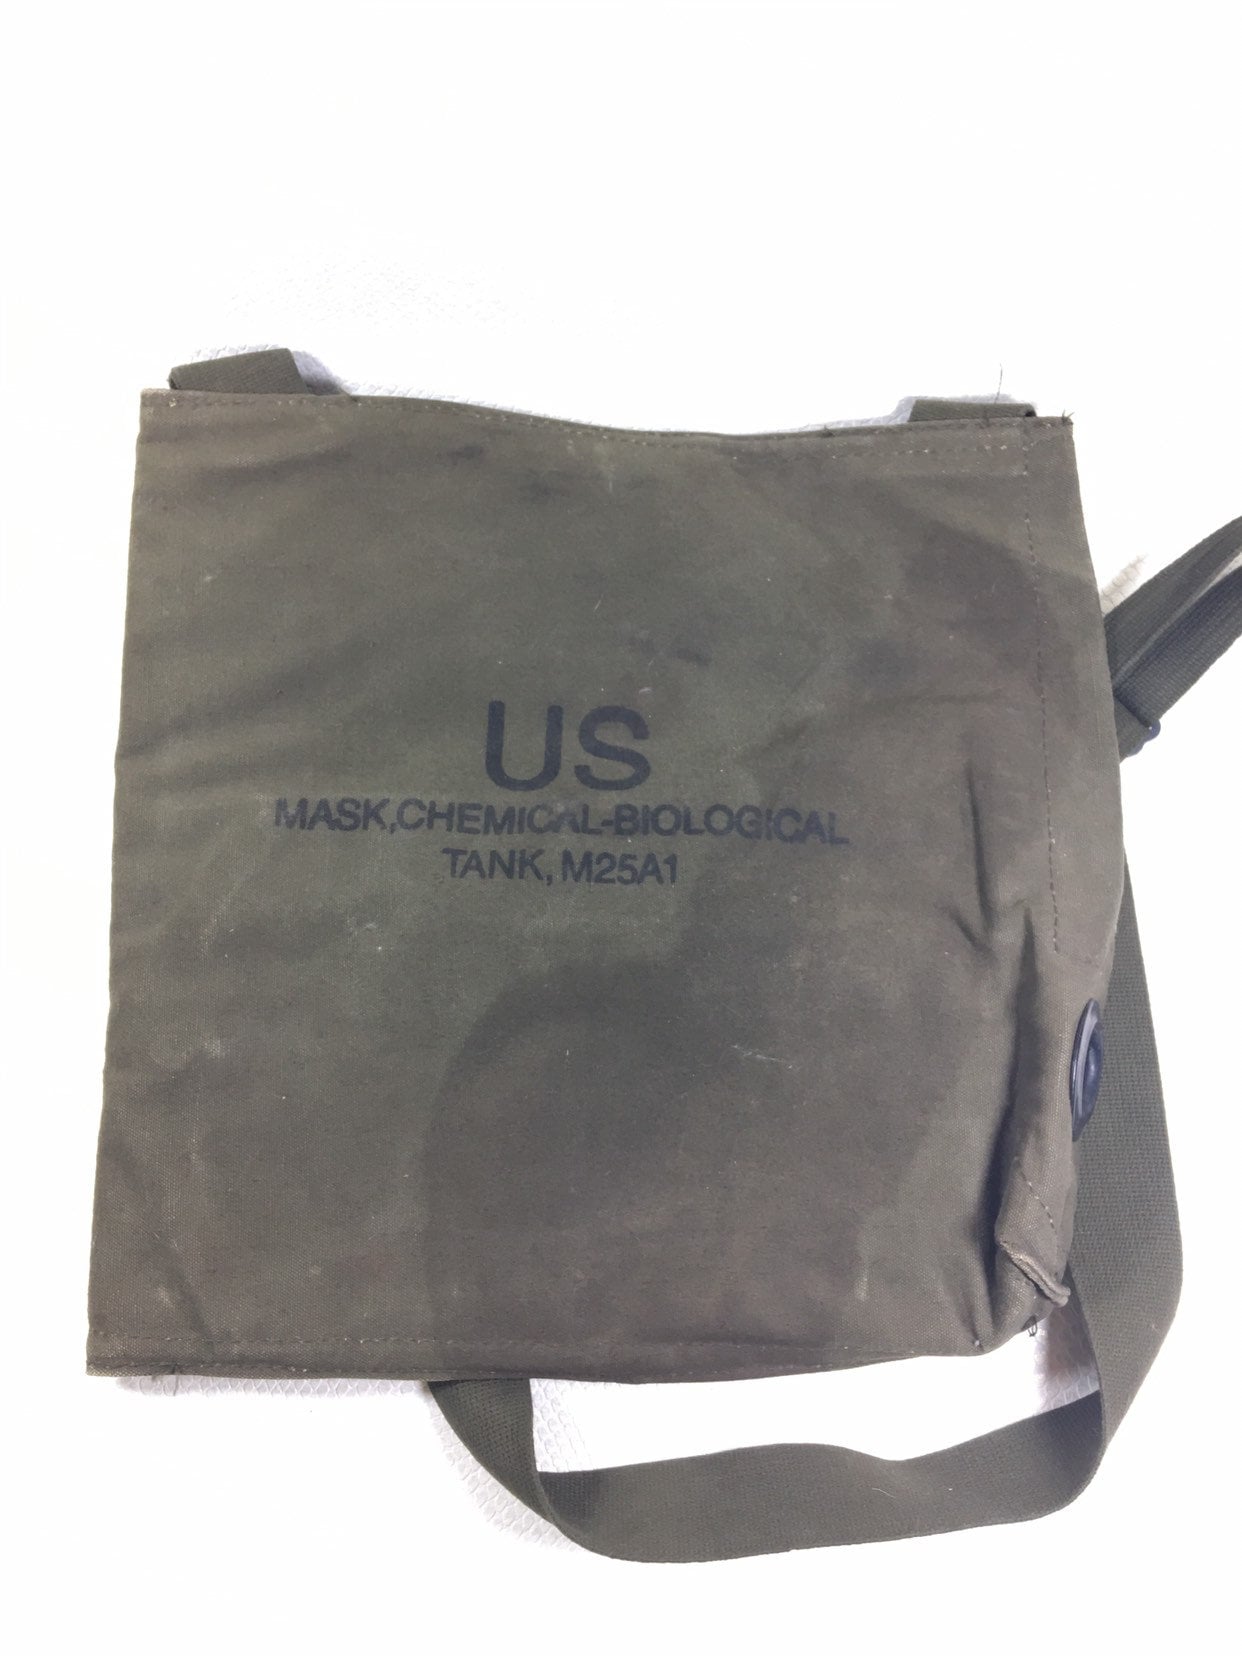 US
MASK,CHEMICAL-BIOLOGICAL
TANK, M25A1